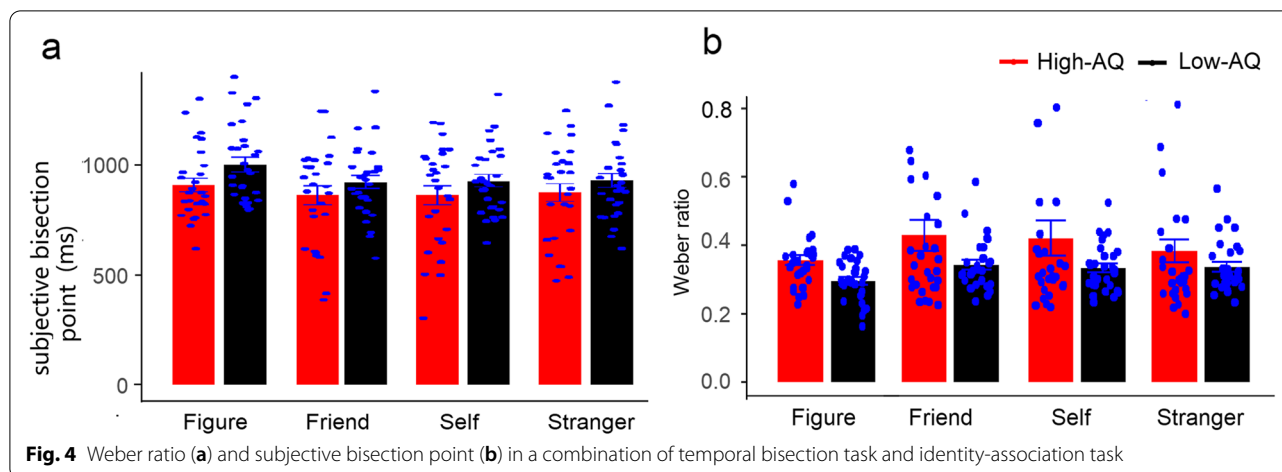 a
subjective bisection
point (ms)
1000
500
0
Figure Friend Self Stranger
b
High-AQ Low-AQ
Weber ratio
0.8
0.6
0.4
0.2
0.0
Figure Friend Self Stranger
Fig. 4 Weber ratio (a) and subjective bisection point (b) in a combination of temporal bisection task and identity-association task